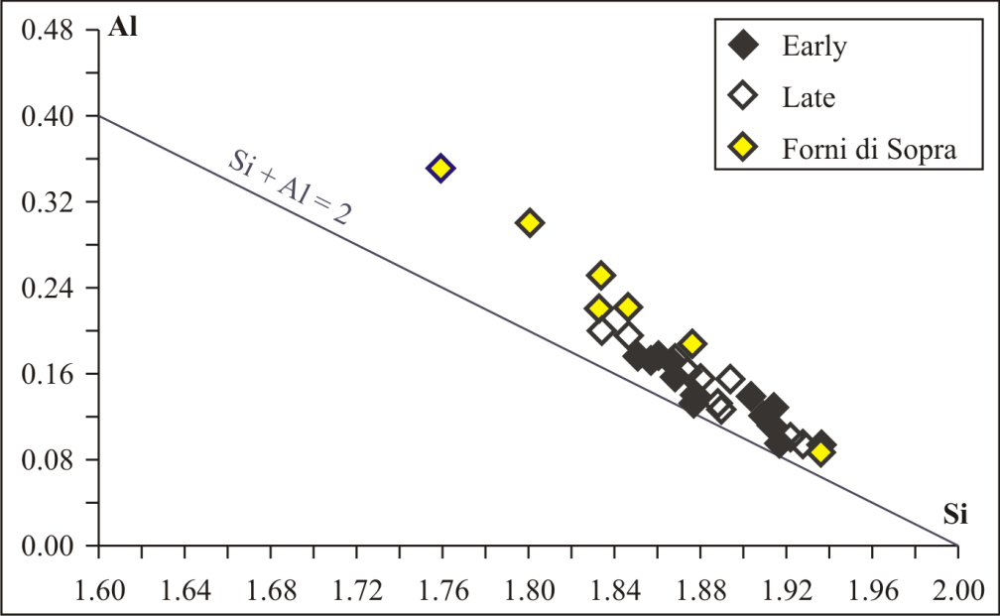 Al
0.48
0.40
0.32
0.24
0.16
0.08
0.00
Si + Al = 2
Early
Late
Forni di Sopra
Si
1.60 1.64 1.68 1.72 1.76 1.80 1.84 1.88 1.92 1.96 2.00